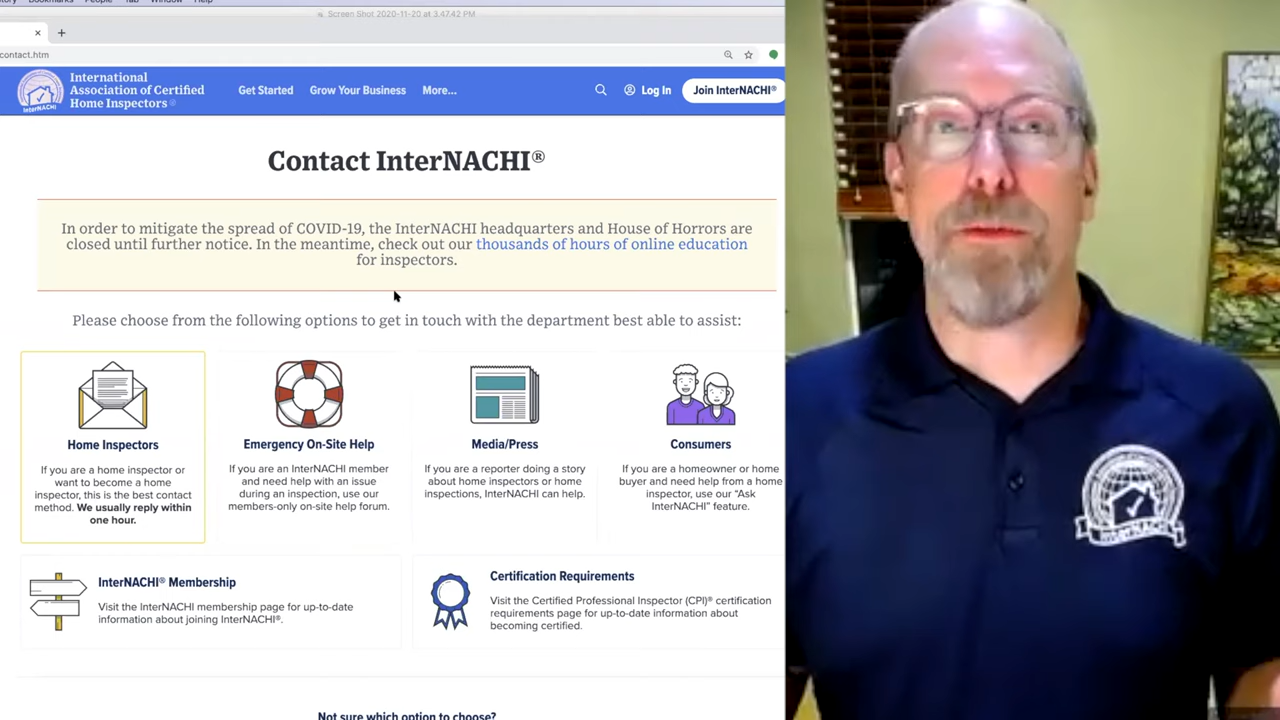 Bookmarks People Tab Window Help
Screen Shot 2020-11-20 at 3.47.42 PM
contact.htm
International
Association of Certified
Home Inspectors
InterNACHI
Get Started Grow Your Business More...
Log In
Join InterNACHI®
Contact InterNACHI®
In order to mitigate the spread of COVID-19, the InterNACHI headquarters and House of Horrors are
closed until further notice. In the meantime, check out our thousands of hours of online education
for inspectors.
Please choose from the following options to get in touch with the department best able to assist:
Home Inspectors
If you are a home inspector or
want to become a home
inspector, this is the best contact
method. We usually reply within
one hour.
Emergency On-Site Help
If you are an InterNACHI member
and need help with an issue
during an inspection, use our
members-only on-site help forum.
Media/Press
If you are a reporter doing a story
about home inspectors or home
inspections, InterNACHI can help.
Consumers
If you are a homeowner or home
buyer and need help from a home
inspector, use our “Ask
InterNACHI” feature.
InterNACHI® Membership
Visit the InterNACHI membership page for up-to-date
information about joining InterNACHI®.
Certification Requirements
Visit the Certified Professional Inspector (CPI)® certification
requirements page for up-to-date information about
becoming certified.
Not sure which option to choose?
InterNACHI